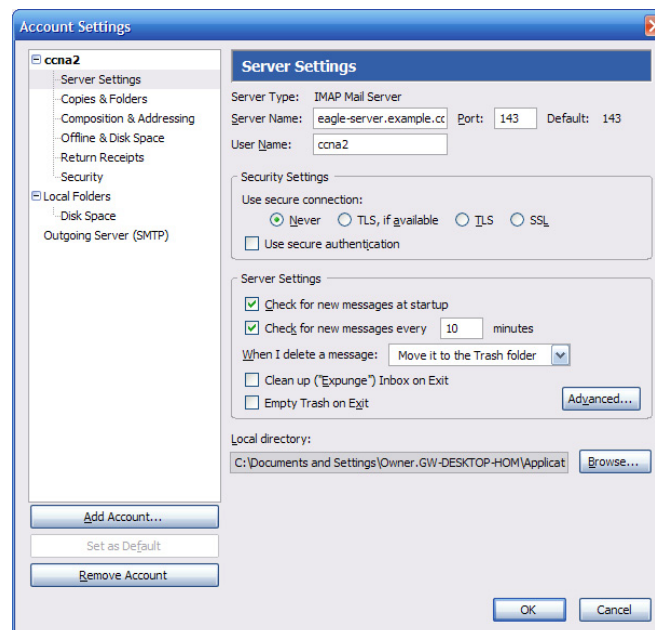 Account Settings
ccna2
Server Settings
Copies & Folders
Composition & Addressing
Offline & Disk Space
Return Receipts
Security
Local Folders
Disk Space
Outgoing Server (SMTP)
Add Account...
Set as Default
Remove Account
Server Settings
Server Type: IMAP Mail Server
Server Name: eagle-server.example.cc Port: 143 Default: 143
User Name: ccna2
Security Settings
Use secure connection:
Never TLS, if available TLS SSL
Use secure authentication
Server Settings
Check for new messages at startup
Check for new messages every 10 minutes
When I delete a message: Move it to the Trash folder
Clean up ("Expunge") Inbox on Exit
Empty Trash on Exit Advanced...
Local directory:
C:\Documents and Settings\Owner.GW-DESKTOP-HOM\Applicat Browse...
OK Cancel